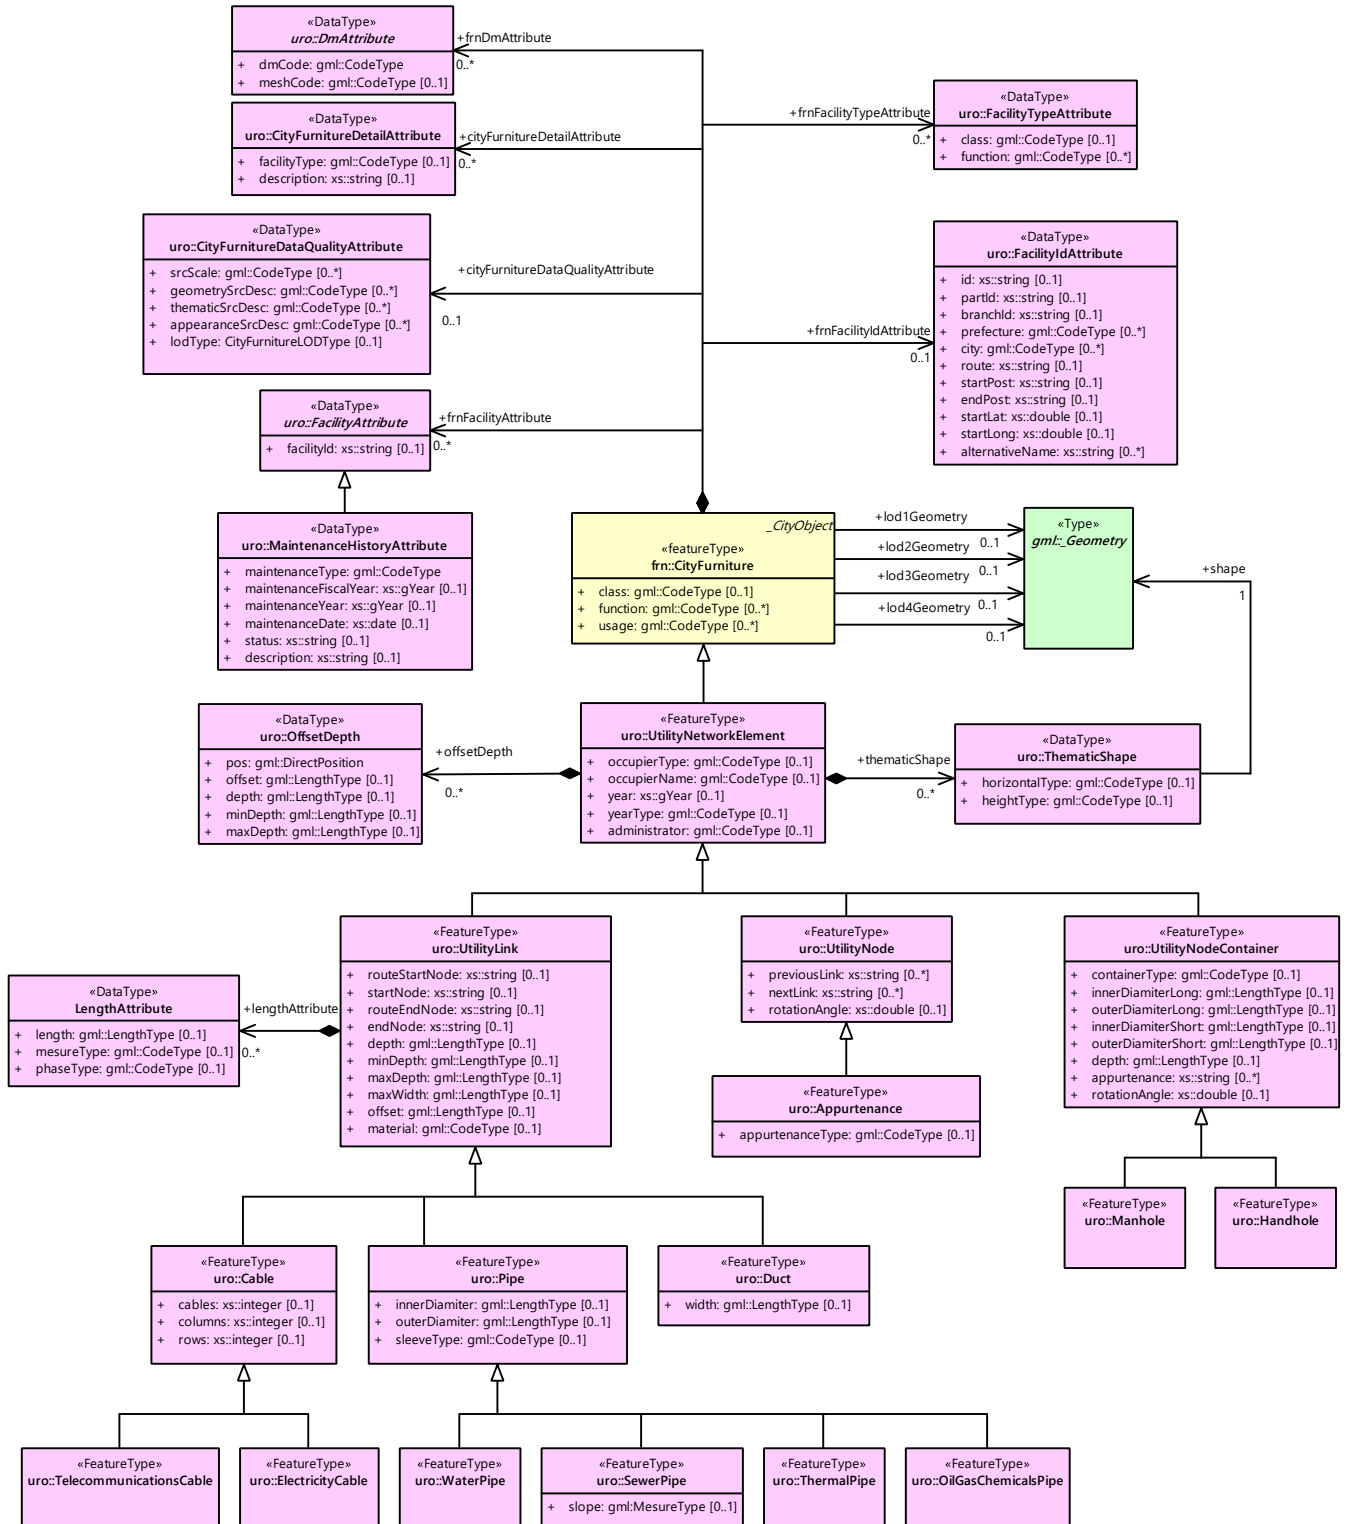 «DataType»
uro::DmAttribute
+ dmCode: gml::CodeType
+ meshCode: gml::CodeType [0..1]
+frnDmAttribute
0..*
«DataType»
uro::CityFurnitureDetailAttribute
+ facilityType: gml::CodeType [0..1]
+ description: xs::string [0..1]
+cityFurnitureDetailAttribute
0..*
«DataType»
uro::FacilityTypeAttribute
+ class: gml::CodeType [0..1]
+ function: gml::CodeType [0..*]
+frnFacilityTypeAttribute
0..*
«DataType»
uro::CityFurnitureDataQualityAttribute
+ srcScale: gml::CodeType [0..*]
+ geometrySrcDesc: gml::CodeType [0..*]
+ thematicSrcDesc: gml::CodeType [0..*]
+ appearanceSrcDesc: gml::CodeType [0..*]
+ lodType: CityFurnitureLODType [0..1]
+cityFurnitureDataQualityAttribute
0..1
«DataType»
uro::FacilityIdAttribute
+ id: xs::string [0..1]
+ partId: xs::string [0..1]
+ branchId: xs::string [0..1]
+ prefecture: gml::CodeType [0..*]
+ city: gml::CodeType [0..*]
+ route: xs::string [0..1]
+ startPost: xs::string [0..1]
+ endPost: xs::string [0..1]
+ startLat: xs::double [0..1]
+ startLong: xs::double [0..1]
+ alternativeName: xs::string [0..*]
+frnFacilityIdAttribute
0..1
«DataType»
uro::FacilityAttribute
+ facilityId: xs::string [0..1]
+frnFacilityAttribute
0..*
«DataType»
uro::MaintenanceHistoryAttribute
+ maintenanceType: gml::CodeType
+ maintenanceFiscalYear: xs::gYear [0..1]
+ maintenanceYear: xs::gYear [0..1]
+ maintenanceDate: xs::date [0..1]
+ status: xs::string [0..1]
+ description: xs::string [0..1]
_CityObject
«featureType»
frn::CityFurniture
+ class: gml::CodeType [0..1]
+ function: gml::CodeType [0..*]
+ usage: gml::CodeType [0..*]
+lod1Geometry
0..1
+lod2Geometry
0..1
+lod3Geometry
0..1
+lod4Geometry
0..1
«Type»
gml::_Geometry
+shape
1
«DataType»
uro::OffsetDepth
+ pos: gml::DirectPosition
+ offset: gml::LengthType [0..1]
+ depth: gml::LengthType [0..1]
+ minDepth: gml::LengthType [0..1]
+ maxDepth: gml::LengthType [0..1]
+offsetDepth
0..*
«FeatureType»
uro::UtilityNetworkElement
+ occupierType: gml::CodeType [0..1]
+ occupierName: gml::CodeType [0..1]
+ year: xs::gYear [0..1]
+ yearType: gml::CodeType [0..1]
+ administrator: gml::CodeType [0..1]
+thematicShape
0..*
«DataType»
uro::ThematicShape
+ horizontalType: gml::CodeType [0..1]
+ heightType: gml::CodeType [0..1]
«DataType»
LengthAttribute
+ length: gml::LengthType [0..1]
+ mesureType: gml::CodeType [0..1]
+ phaseType: gml::CodeType [0..1]
+lengthAttribute
0..*
«FeatureType»
uro::UtilityLink
+ routeStartNode: xs::string [0..1]
+ startNode: xs::string [0..1]
+ routeEndNode: xs::string [0..1]
+ endNode: xs::string [0..1]
+ depth: gml::LengthType [0..1]
+ minDepth: gml::LengthType [0..1]
+ maxDepth: gml::LengthType [0..1]
+ maxWidth: gml::LengthType [0..1]
+ offset: gml::LengthType [0..1]
+ material: gml::CodeType [0..1]
«FeatureType»
uro::UtilityNode
+ previousLink: xs::string [0..*]
+ nextLink: xs::string [0..*]
+ rotationAngle: xs::double [0..1]
«FeatureType»
uro::Appurtenance
+ appurtenanceType: gml::CodeType [0..1]
«FeatureType»
uro::UtilityNodeContainer
+ containerType: gml::CodeType [0..1]
+ innerDiamiterLong: gml::LengthType [0..1]
+ outerDiamiterLong: gml::LengthType [0..1]
+ innerDiamiterShort: gml::LengthType [0..1]
+ outerDiamiterShort: gml::LengthType [0..1]
+ depth: gml::LengthType [0..1]
+ appurtenance: xs::string [0..*]
+ rotationAngle: xs::double [0..1]
«FeatureType»
uro::Manhole
«FeatureType»
uro::Handhole
«FeatureType»
uro::Cable
+ cables: xs::integer [0..1]
+ columns: xs::integer [0..1]
+ rows: xs::integer [0..1]
«FeatureType»
uro::Pipe
+ innerDiamiter: gml::LengthType [0..1]
+ outerDiamiter: gml::LengthType [0..1]
+ sleeveType: gml::CodeType [0..1]
«FeatureType»
uro::Duct
+ width: gml::LengthType [0..1]
«FeatureType»
uro::TelecommunicationsCable
«FeatureType»
uro::ElectricityCable
«FeatureType»
uro::WaterPipe
«FeatureType»
uro::SewerPipe
+ slope: gml:MesureType [0..1]
«FeatureType»
uro::ThermalPipe
«FeatureType»
uro::OilGasChemicalsPipe